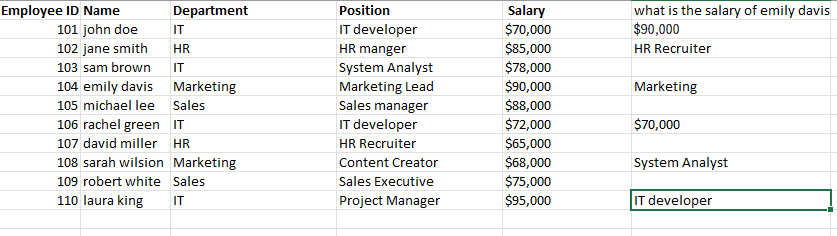 Employee ID Name Department Position Salary what is the salary of emily davis
101 john doe IT IT developer $70,000 $90,000
102 jane smith HR HR manger $85,000 HR Recruiter
103 sam brown IT System Analyst $78,000
104 emily davis Marketing Marketing Lead $90,000 Marketing
105 michael lee Sales Sales manager $88,000
106 rachel green IT IT developer $72,000 $70,000
107 david miller HR HR Recruiter $65,000
108 sarah wilsion Marketing Content Creator $68,000 System Analyst
109 robert white Sales Sales Executive $75,000
110 laura king IT Project Manager $95,000 IT developer